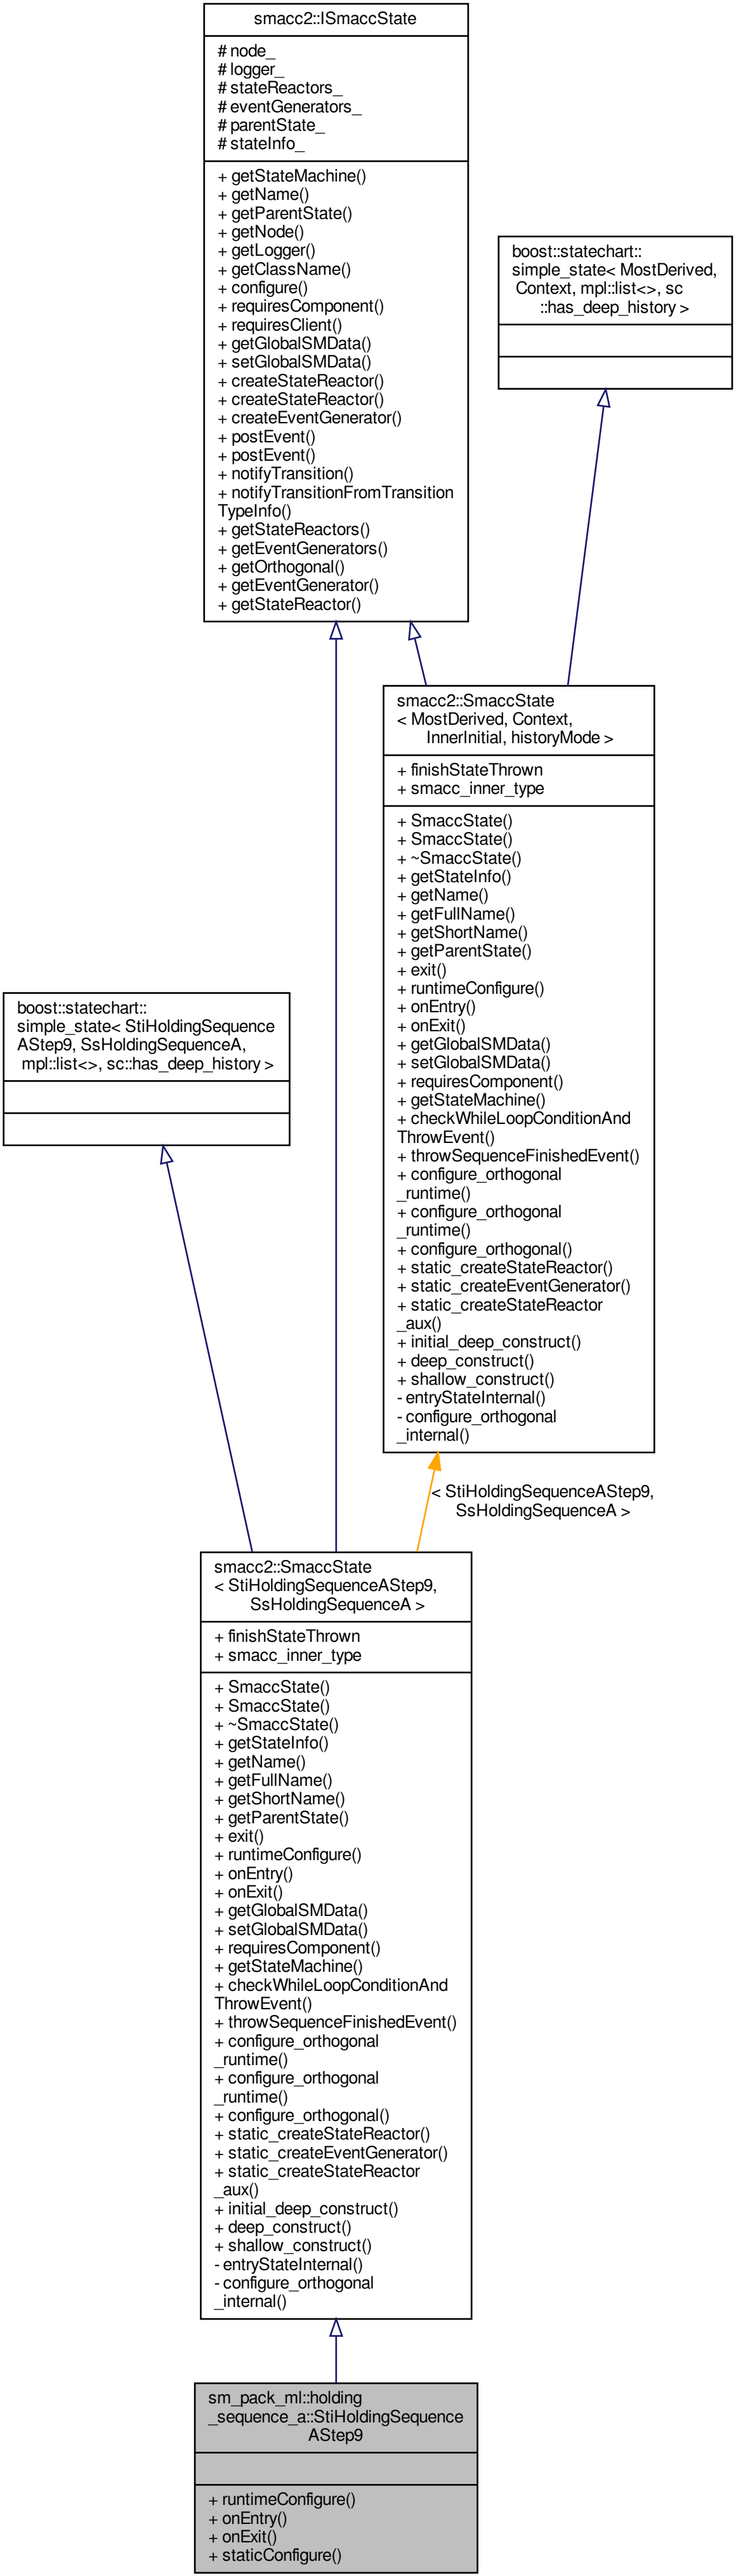 smacc2::ISmaccState
# node_
# logger_
# stateReactors_
# eventGenerators_
# parentState_
# stateInfo_
+ getStateMachine()
+ getName()
+ getParentState()
+ getNode()
+ getLogger()
+ getClassName()
+ configure()
+ requiresComponent()
+ requiresClient()
+ getGlobalSMData()
+ setGlobalSMData()
+ createStateReactor()
+ createStateReactor()
+ createEventGenerator()
+ postEvent()
+ postEvent()
+ notifyTransition()
+ notifyTransitionFromTransition
TypeInfo()
+ getStateReactors()
+ getEventGenerators()
+ getOrthogonal()
+ getEventGenerator()
+ getStateReactor()
boost::statechart::
simple_state< MostDerived,
Context, mpl::list<>, sc
::has_deep_history >
smacc2::SmaccState
< MostDerived, Context,
InnerInitial, historyMode >
+ finishStateThrown
+ smacc_inner_type
+ SmaccState()
+ SmaccState()
+ ~SmaccState()
+ getStateInfo()
+ getName()
+ getFullName()
+ getShortName()
+ getParentState()
+ exit()
+ runtimeConfigure()
+ onEntry()
+ onExit()
+ getGlobalSMData()
+ setGlobalSMData()
+ requiresComponent()
+ getStateMachine()
+ checkWhileLoopConditionAnd
ThrowEvent()
+ throwSequenceFinishedEvent()
+ configure_orthogonal
_runtime()
+ configure_orthogonal
_runtime()
+ configure_orthogonal()
+ static_createStateReactor()
+ static_createEventGenerator()
+ static_createStateReactor
_aux()
+ initial_deep_construct()
+ deep_construct()
+ shallow_construct()
- entryStateInternal()
- configure_orthogonal
_internal()
boost::statechart::
simple_state< StiHoldingSequence
AStep9, SsHoldingSequenceA,
mpl::list<>, sc::has_deep_history >
< StiHoldingSequenceAStep9,
SsHoldingSequenceA >
smacc2::SmaccState
< StiHoldingSequenceAStep9,
SsHoldingSequenceA >
+ finishStateThrown
+ smacc_inner_type
+ SmaccState()
+ SmaccState()
+ ~SmaccState()
+ getStateInfo()
+ getName()
+ getFullName()
+ getShortName()
+ getParentState()
+ exit()
+ runtimeConfigure()
+ onEntry()
+ onExit()
+ getGlobalSMData()
+ setGlobalSMData()
+ requiresComponent()
+ getStateMachine()
+ checkWhileLoopConditionAnd
ThrowEvent()
+ throwSequenceFinishedEvent()
+ configure_orthogonal
_runtime()
+ configure_orthogonal
_runtime()
+ configure_orthogonal()
+ static_createStateReactor()
+ static_createEventGenerator()
+ static_createStateReactor
_aux()
+ initial_deep_construct()
+ deep_construct()
+ shallow_construct()
- entryStateInternal()
- configure_orthogonal
_internal()
sm_pack_ml::holding
_sequence_a::StiHoldingSequence
AStep9
+ runtimeConfigure()
+ onEntry()
+ onExit()
+ staticConfigure()